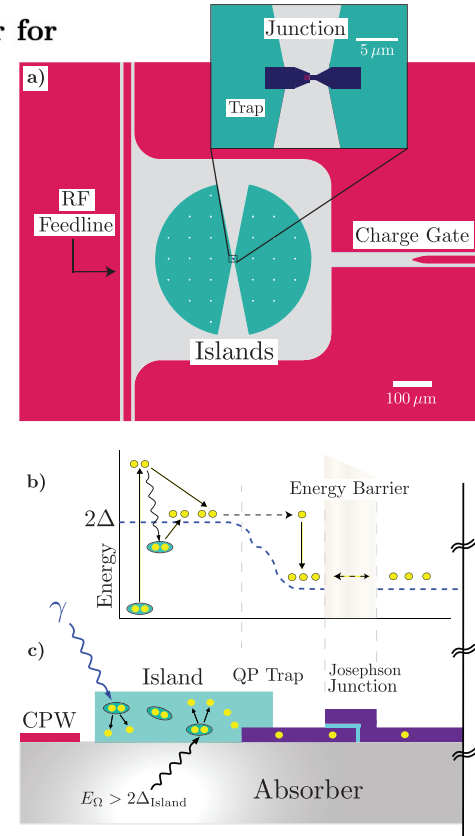 r for
Junction
5 μm
a)
Trap
RF
Feedline
Charge Gate
Islands
100 μm
b)
Energy Barrier
2Δ
Energy
γ
c)
Island
QP Trap
Josephson
Junction
CPW
E_Ω > 2Δ_Island
Absorber